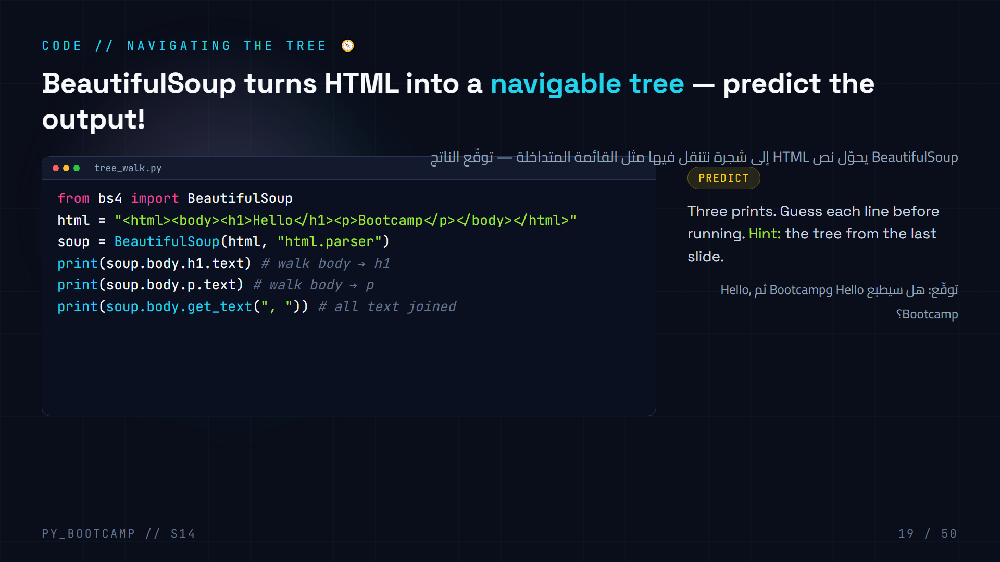 CODE // NAVIGATING THE TREE 🧭
BeautifulSoup turns HTML into a navigable tree — predict the
output!
BeautifulSoup يحوّل نص HTML إلى شجرة نتنقل فيها مثل القائمة المتداخلة — توقّع الناتج
tree_walk.py
from bs4 import BeautifulSoup
html = "<html><body><h1>Hello</h1><p>Bootcamp</p></body></html>"
soup = BeautifulSoup(html, "html.parser")
print(soup.body.h1.text) # walk body → h1
print(soup.body.p.text) # walk body → p
print(soup.body.get_text(", ")) # all text joined
PREDICT
Three prints. Guess each line before
running. Hint: the tree from the last
slide.
توقّع: هل سيطبع Hello وBootcamp ثم Hello,
Bootcamp؟
PY_BOOTCAMP // S14
19 / 50